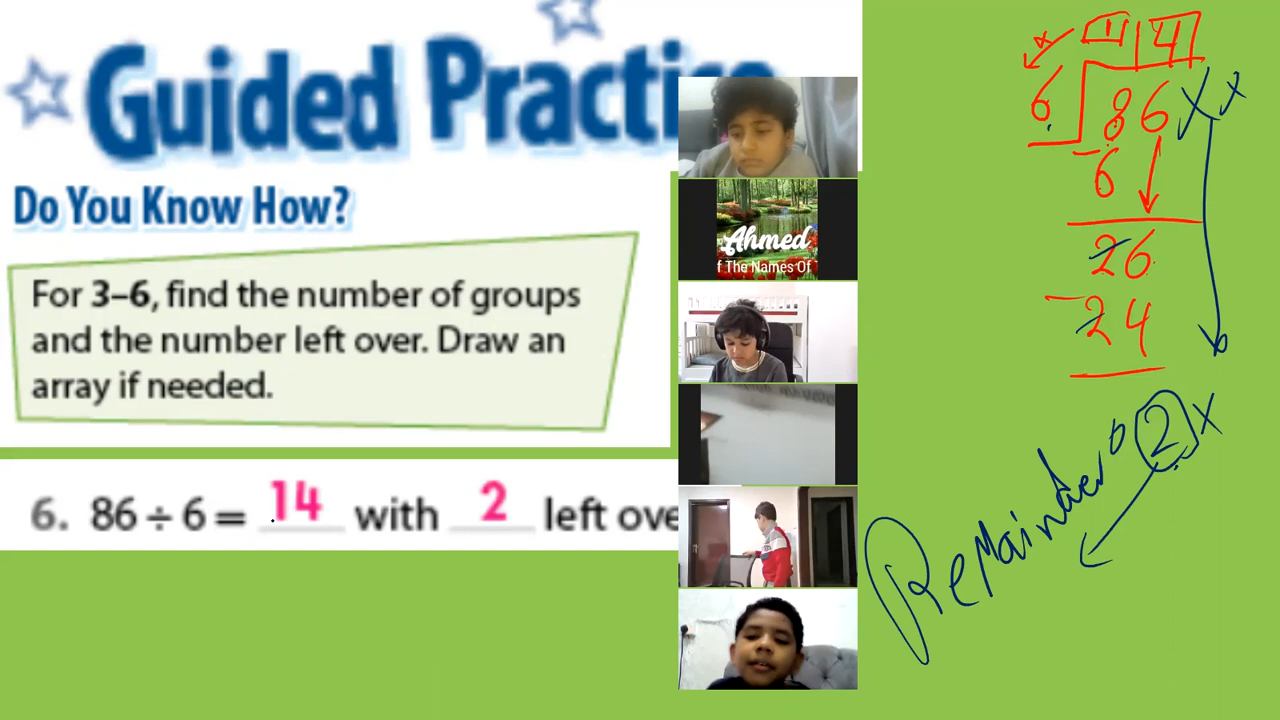 Guided Practi
Do You Know How?
For 3–6, find the number of groups
and the number left over. Draw an
array if needed.
6. 86 ÷ 6 = 14 with 2 left ove
Ahmed
f The Names Of
14
6 86
- 6
26
- 24
2
Remainder